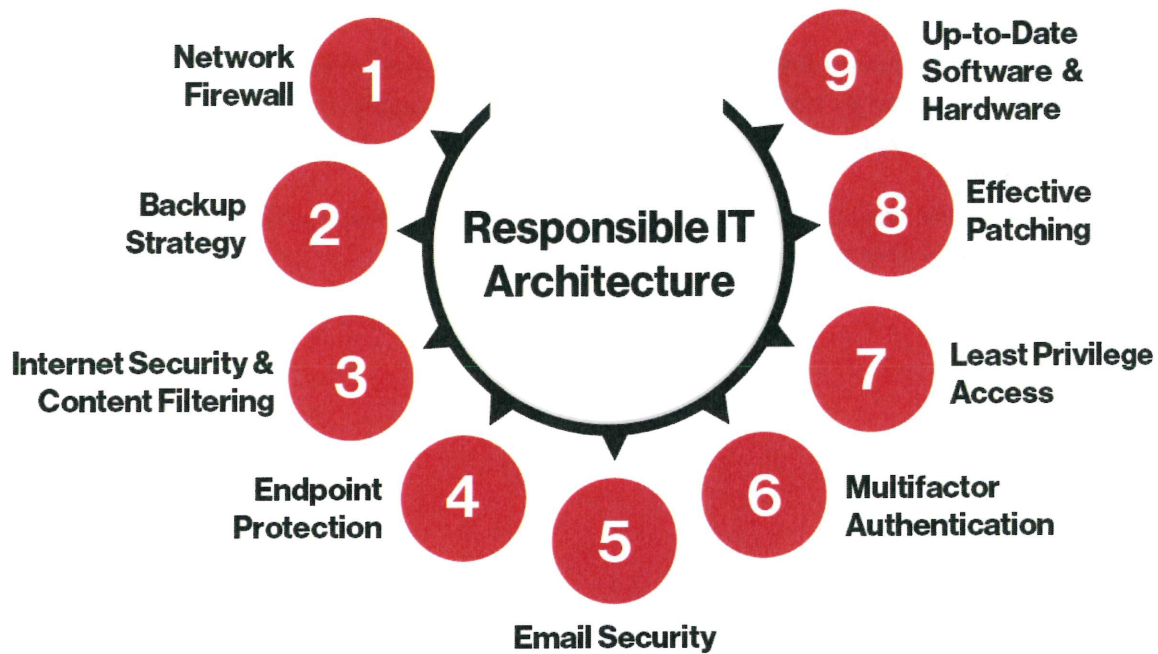 Responsible IT
Architecture
1
Network
Firewall
2
Backup
Strategy
3
Internet Security &
Content Filtering
4
Endpoint
Protection
5
Email Security
6
Multifactor
Authentication
7
Least Privilege
Access
8
Effective
Patching
9
Up-to-Date
Software &
Hardware